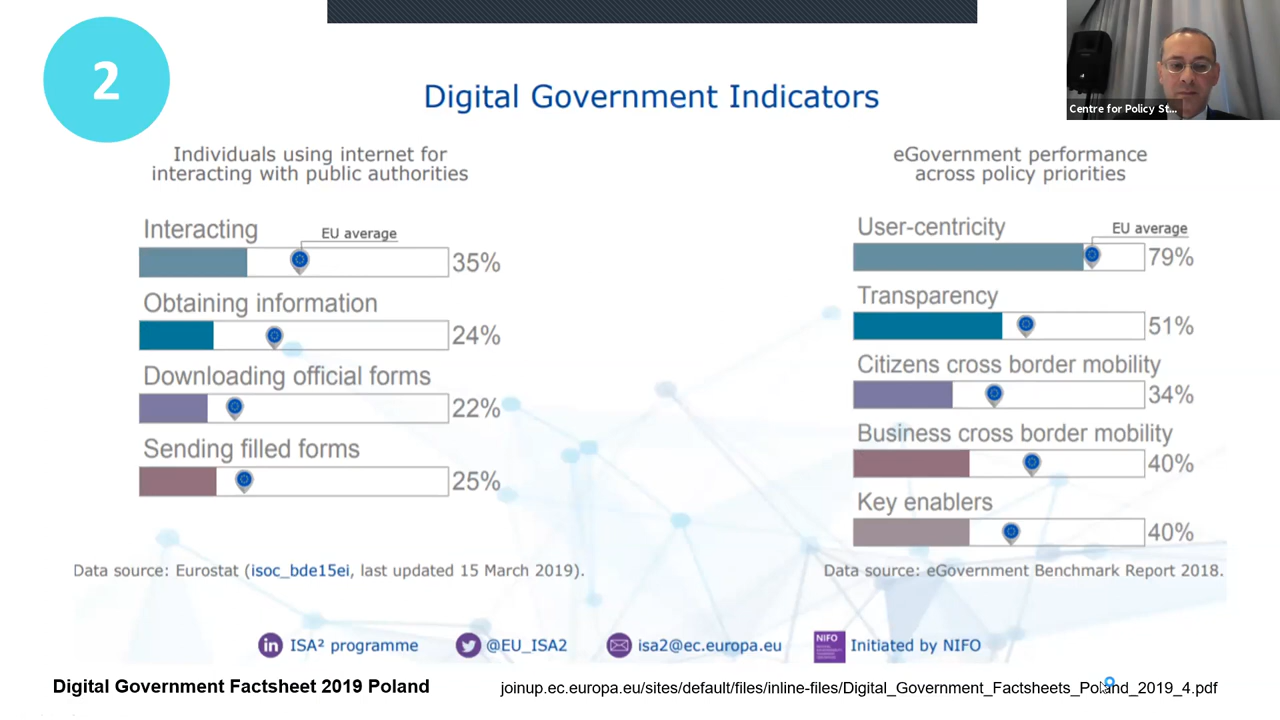 2
Centre for Policy St...
Digital Government Indicators
Individuals using internet for
interacting with public authorities
Interacting
EU average
35%
Obtaining information
24%
Downloading official forms
22%
Sending filled forms
25%
Data source: Eurostat (isoc_bde15ei, last updated 15 March 2019).
eGovernment performance
across policy priorities
User-centricity
EU average
79%
Transparency
51%
Citizens cross border mobility
34%
Business cross border mobility
40%
Key enablers
40%
Data source: eGovernment Benchmark Report 2018.
in ISA² programme
@EU_ISA2
isa2@ec.europa.eu
NIFO
Initiated by NIFO
Digital Government Factsheet 2019 Poland
joinup.ec.europa.eu/sites/default/files/inline-files/Digital_Government_Factsheets_Poland_2019_4.pdf